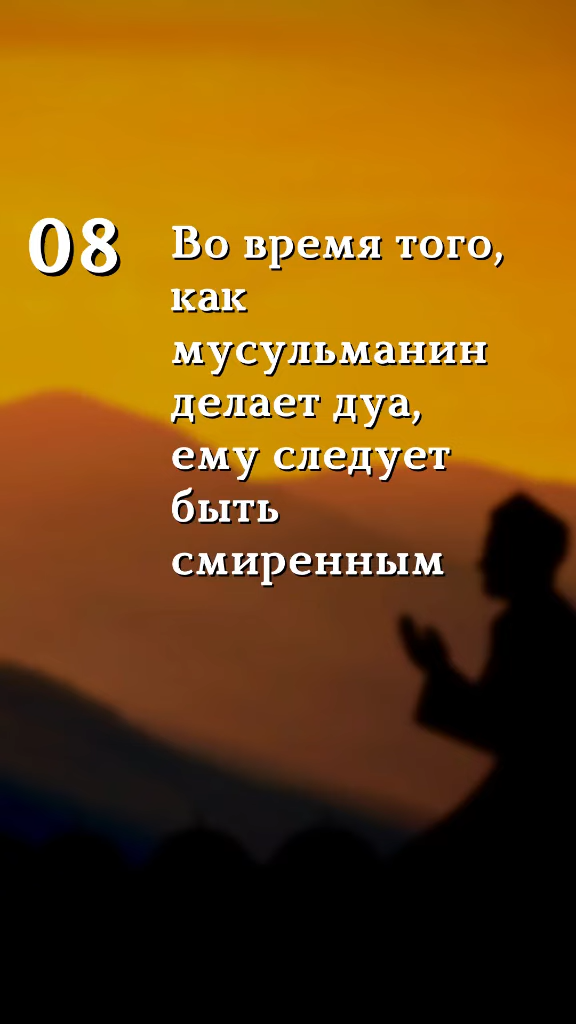 08
Во время того,
как
мусульманин
делает дуа,
ему следует
быть
смиренным